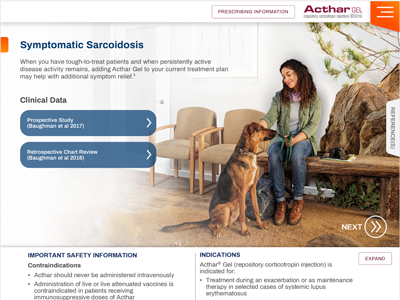 PRESCRIBING INFORMATION
Acthar GEL
(repository corticotropin injection) 80 U/mL
Symptomatic Sarcoidosis
When you have tough-to-treat patients and when persistently active
disease activity remains, adding Acthar Gel to your current treatment plan
may help with additional symptom relief.¹
Clinical Data
Prospective Study
(Baughman et al 2017)
Retrospective Chart Review
(Baughman et al 2016)
REFERENCE(S)
NEXT
IMPORTANT SAFETY INFORMATION
Contraindications
• Acthar should never be administered intravenously
• Administration of live or live attenuated vaccines is
contraindicated in patients receiving
immunosuppressive doses of Acthar
INDICATIONS
Acthar® Gel (repository corticotropin injection) is
indicated for:
• Treatment during an exacerbation or as maintenance
therapy in selected cases of systemic lupus
erythematosus
EXPAND